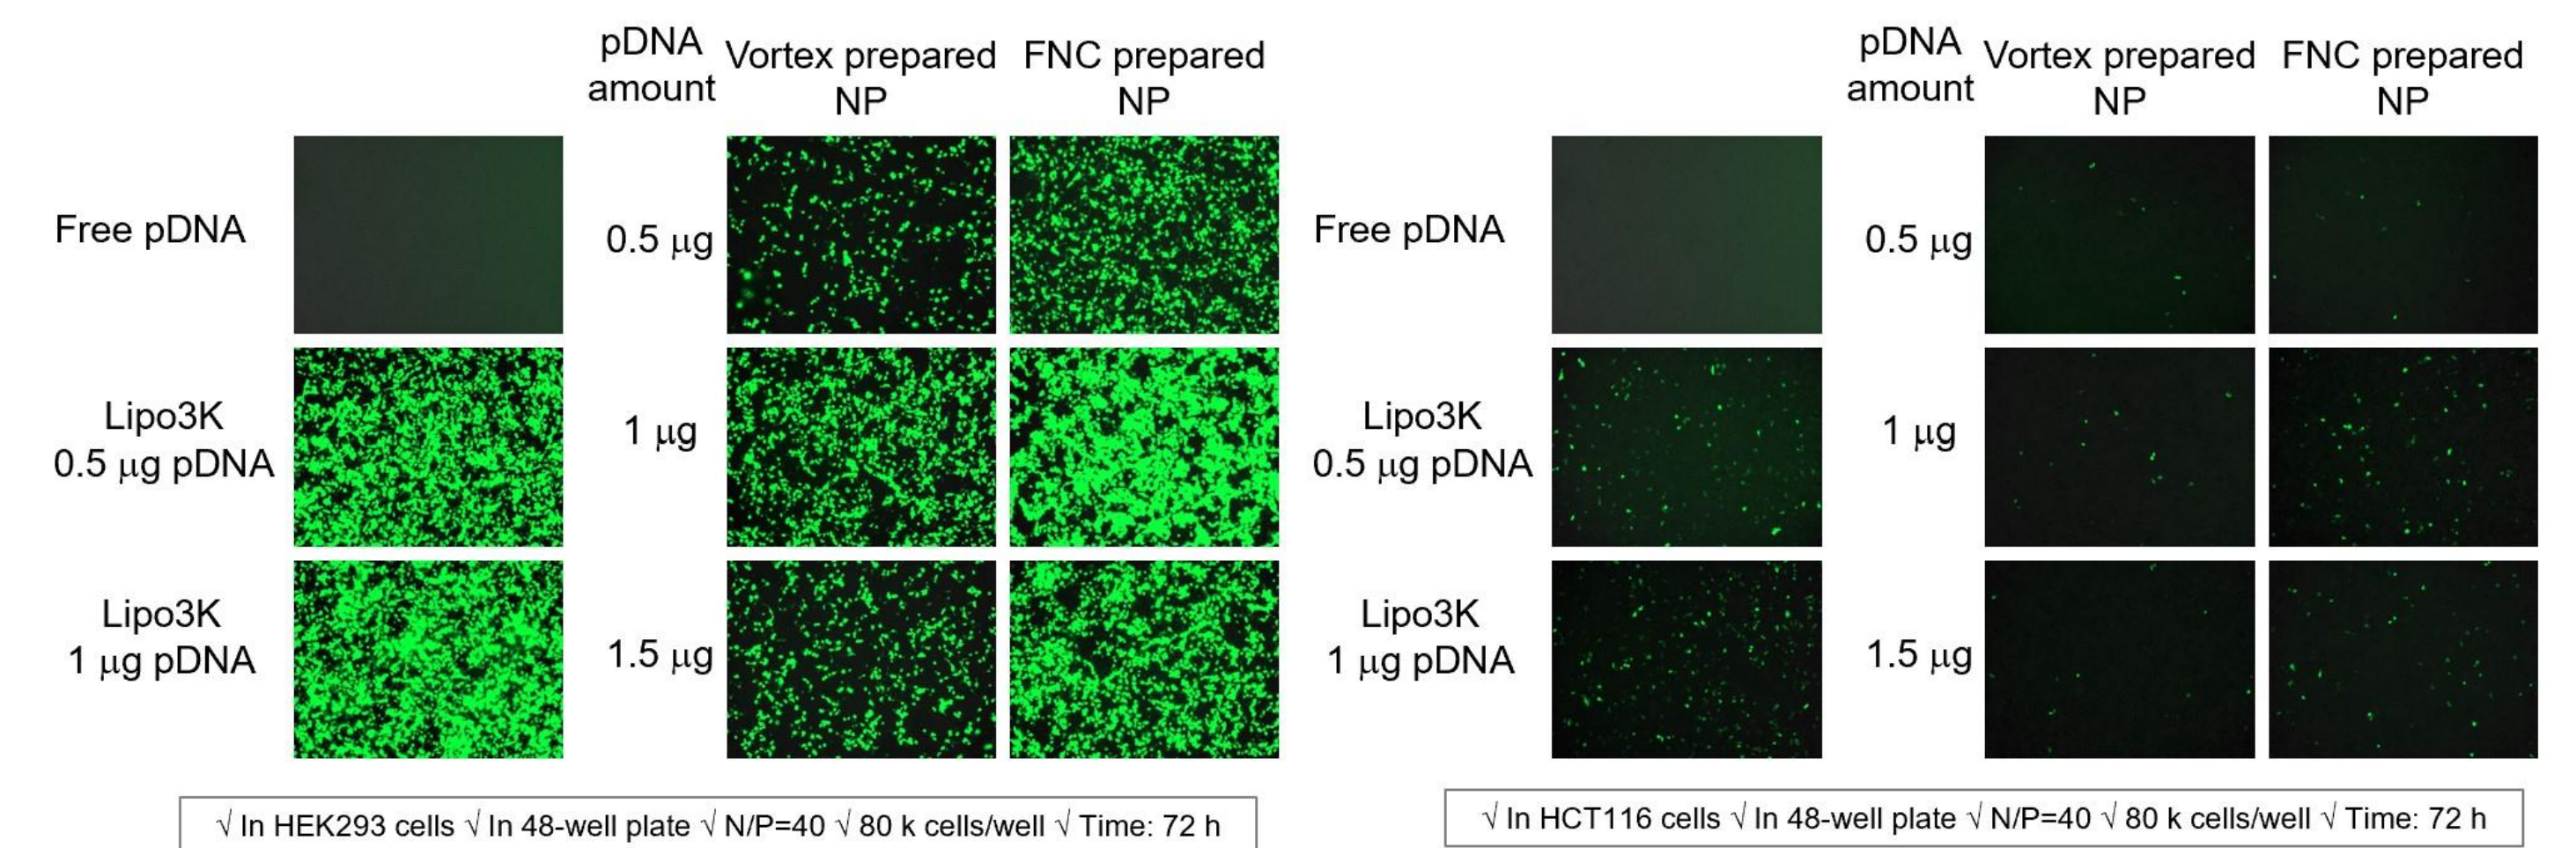 pDNA
amount
Vortex prepared
NP
FNC prepared
NP
Free pDNA
0.5 μg
Lipo3K
0.5 μg pDNA
1 μg
Lipo3K
1 μg pDNA
1.5 μg
√ In HEK293 cells √ In 48-well plate √ N/P=40 √ 80 k cells/well √ Time: 72 h
pDNA
amount
Vortex prepared
NP
FNC prepared
NP
Free pDNA
0.5 μg
Lipo3K
0.5 μg pDNA
1 μg
Lipo3K
1 μg pDNA
1.5 μg
√ In HCT116 cells √ In 48-well plate √ N/P=40 √ 80 k cells/well √ Time: 72 h